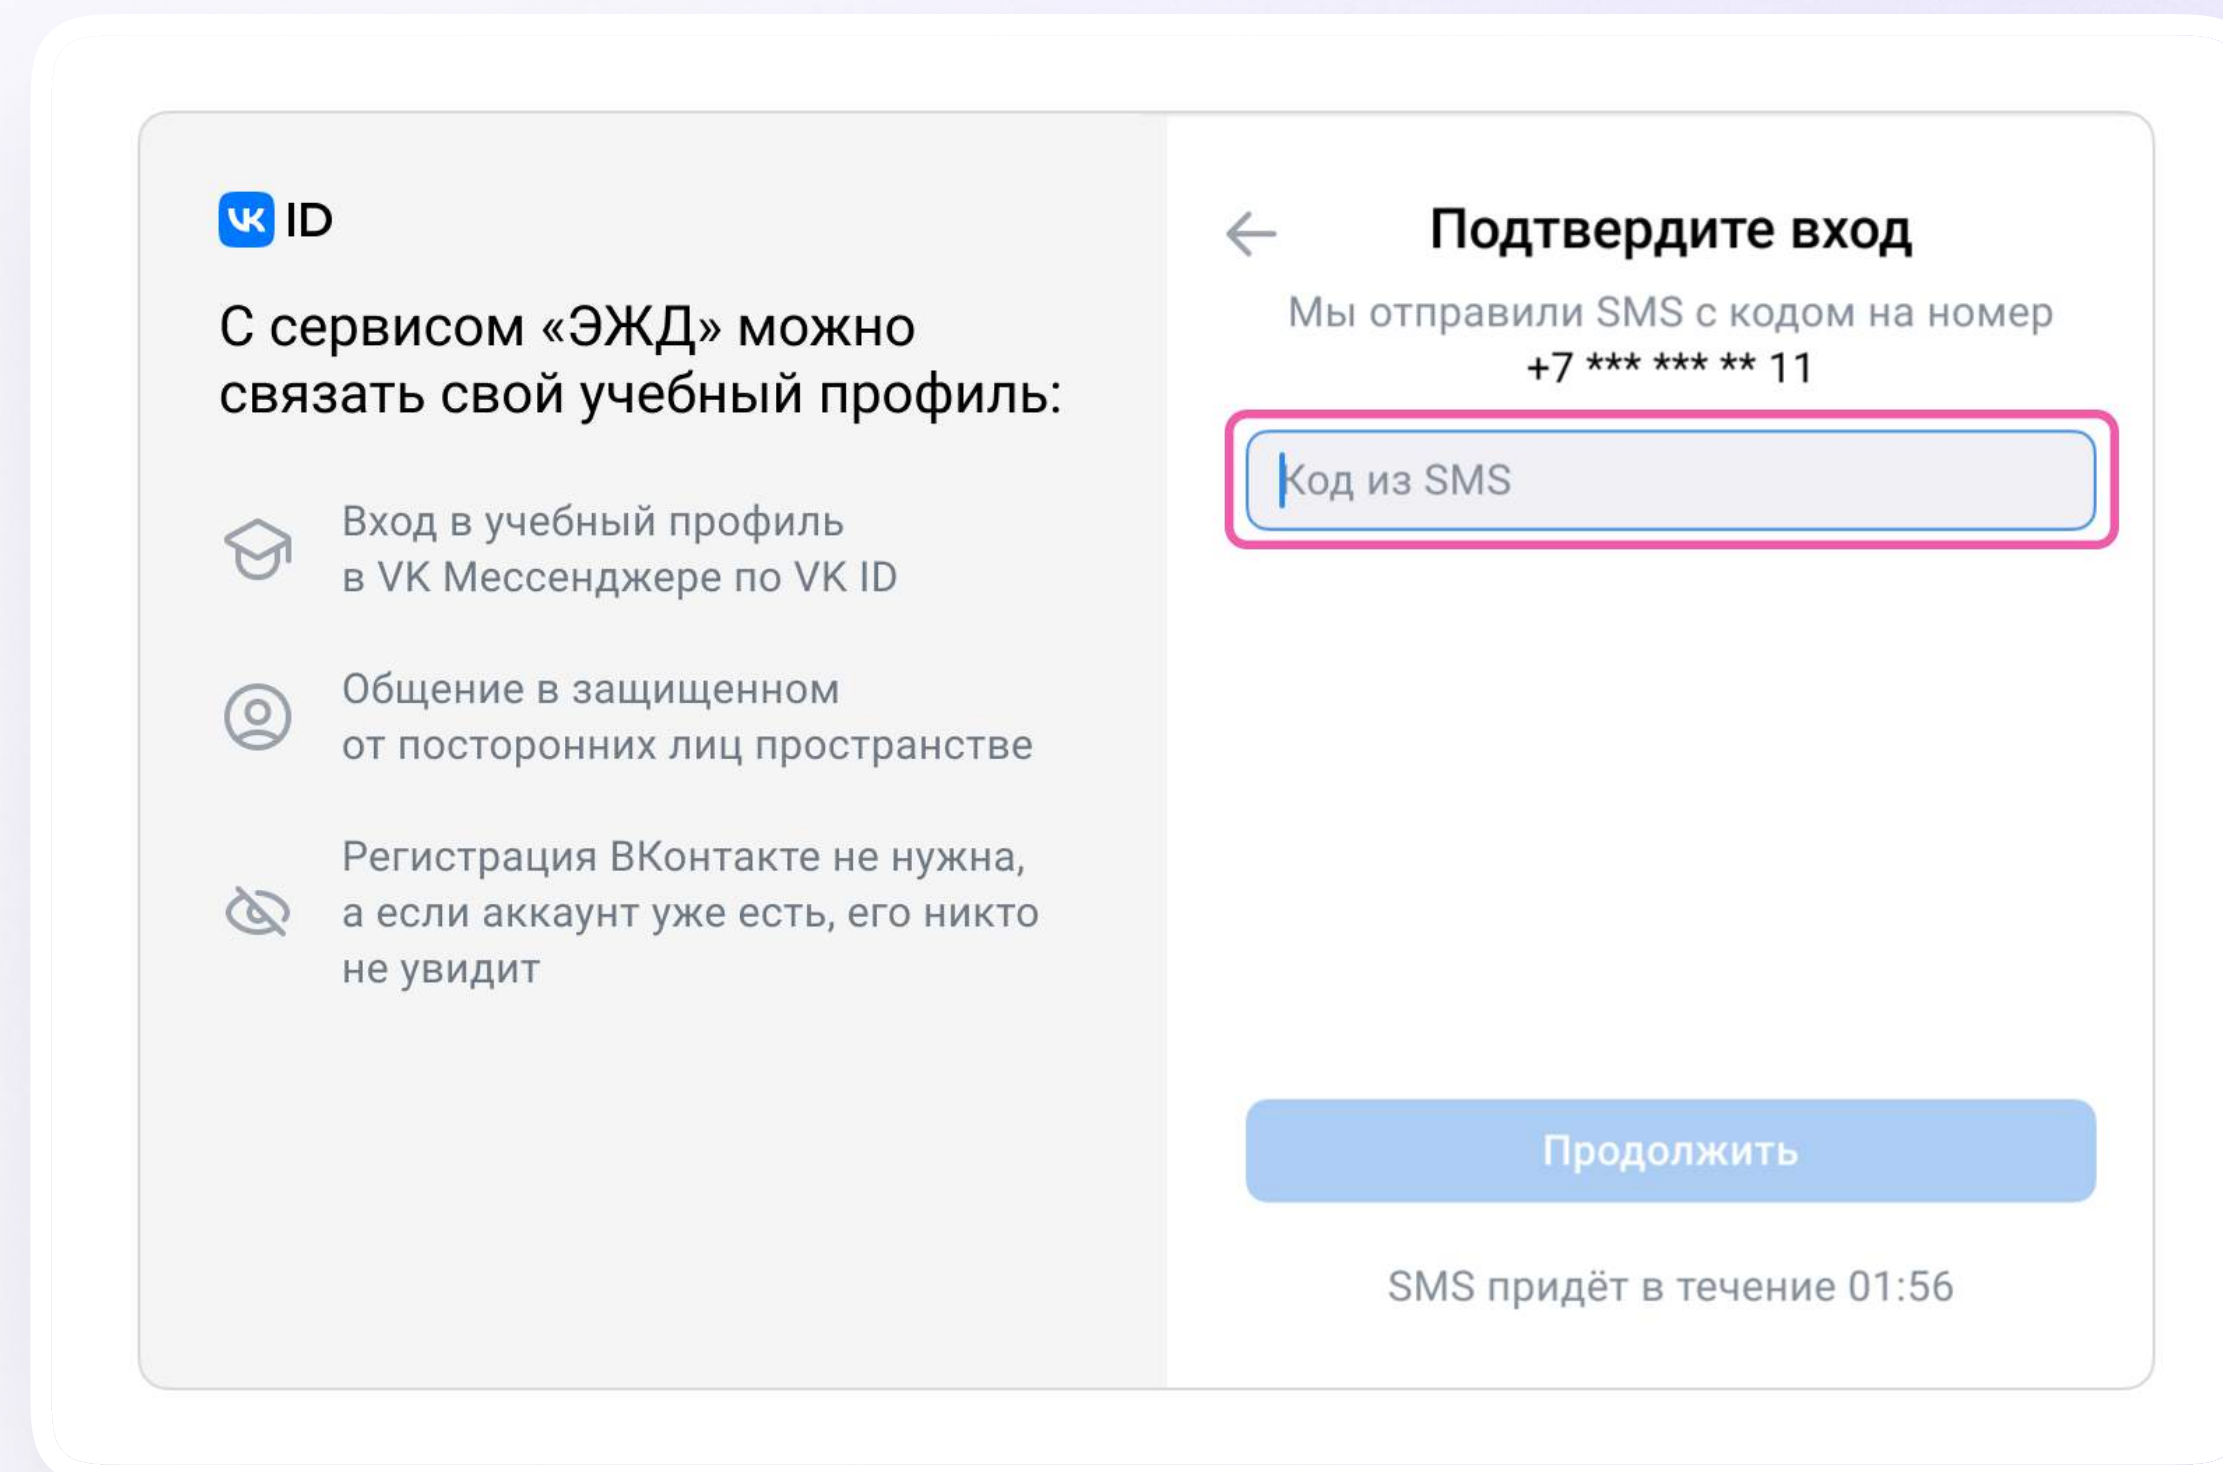 VK ID
С сервисом «ЭЖД» можно
связать свой учебный профиль:
Вход в учебный профиль
в VK Мессенджере по VK ID
Общение в защищенном
от посторонних лиц пространстве
Регистрация ВКонтакте не нужна,
а если аккаунт уже есть, его никто
не увидит
Подтвердите вход
Мы отправили SMS с кодом на номер
+7 *** *** ** 11
Код из SMS
Продолжить
SMS придёт в течение 01:56